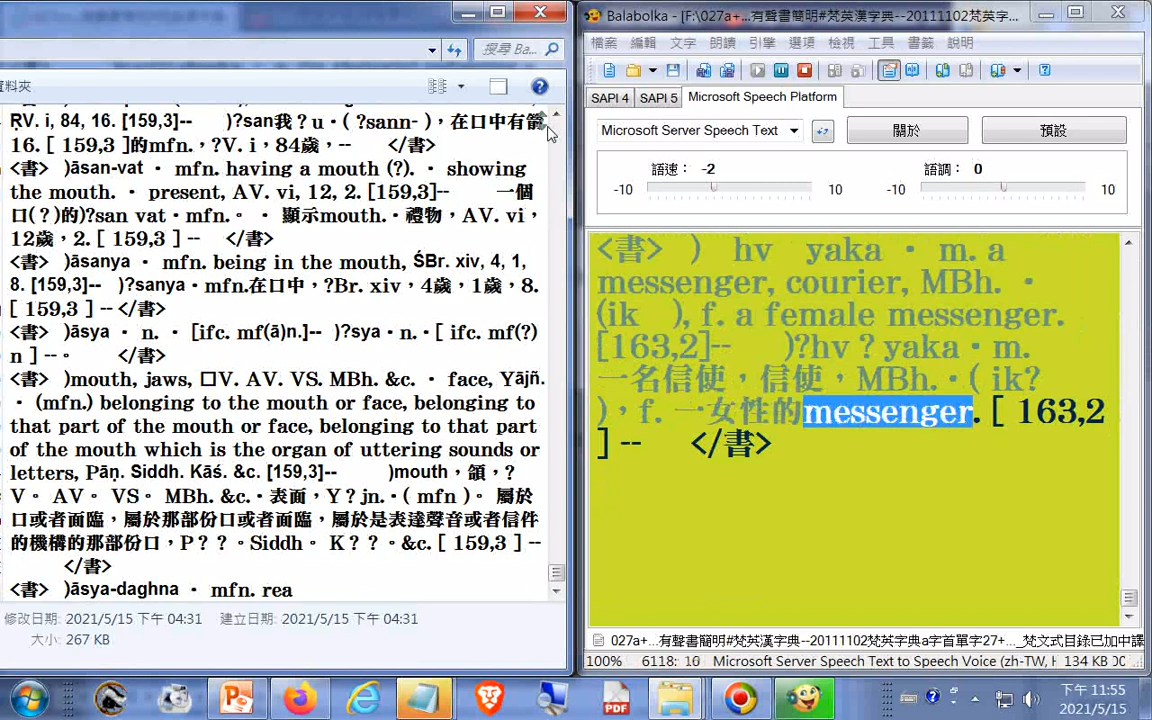 搜尋 Ba...
資料夾
ṚV. i, 84, 16. [159,3]-- )?san我？u‧( ?sann- )，在口中有箭
16. [ 159,3 ]的mfn.，?V. i，84歲，-- </書>
<書> )āsan-vat ‧ mfn. having a mouth (?). ‧ showing
the mouth. ‧ present, AV. vi, 12, 2. [159,3]-- 一個
口(？)的)?san vat‧mfn.。‧ 顯示mouth.‧禮物，AV. vi，
12歲，2. [ 159,3 ] -- </書>
<書> )āsanya ‧ mfn. being in the mouth, ŚBr. xiv, 4, 1,
8. [159,3]-- )?sanya‧mfn.在口中，?Br. xiv，4歲，1歲，8.
[ 159,3 ] -- </書>
<書> )āsya ‧ n. ‧ [ifc. mf(ā)n.]-- )?sya‧n.‧[ ifc. mf(?)
n ] --。 </書>
<書> )mouth, jaws, 口V. AV. VS. MBh. &c. ‧ face, Yājñ.
‧ (mfn.) belonging to the mouth or face, belonging to
that part of the mouth or face, belonging to that part
of the mouth which is the organ of uttering sounds or
letters, Pāṇ. Siddh. Kāś. &c. [159,3]-- )mouth，頜，?
V。 AV。 VS。 MBh. &c.‧表面，Y？jn.‧( mfn )。 屬於
口或者面臨，屬於那部份口或者面臨，屬於是表達聲音或者信件
的機構的那部份口，P？？。Siddh。 K？？。&c. [ 159,3 ] --
</書>
<書> )āsya-daghna ‧ mfn. rea
修改日期: 2021/5/15 下午 04:31 建立日期: 2021/5/15 下午 04:31
大小: 267 KB
Balabolka - [F:\027a+...有聲書簡明#梵英漢字典--20111102梵英字...
檔案 編輯 文字 朗讀 引擎 選項 檢視 工具 書籤 說明
SAPI 4 SAPI 5 Microsoft Speech Platform
Microsoft Server Speech Text 關於 預設
語速： -2 語調： 0
-10 10 -10 10
<書> ) hv yaka ‧ m. a
messenger, courier, MBh. ‧
(ik ), f. a female messenger.
[163,2]-- )?hv？yaka‧m.
一名信使，信使，MBh.‧( ik?
)，f. 一女性的messenger. [ 163,2
] -- </書>
027a+...有聲書簡明#梵英漢字典--20111102梵英字典a字首單字27+..._梵文式目錄已加中譯
100% 6118: 16 Microsoft Server Speech Text to Speech Voice (zh-TW, 134 KB
下午 11:55
2021/5/15